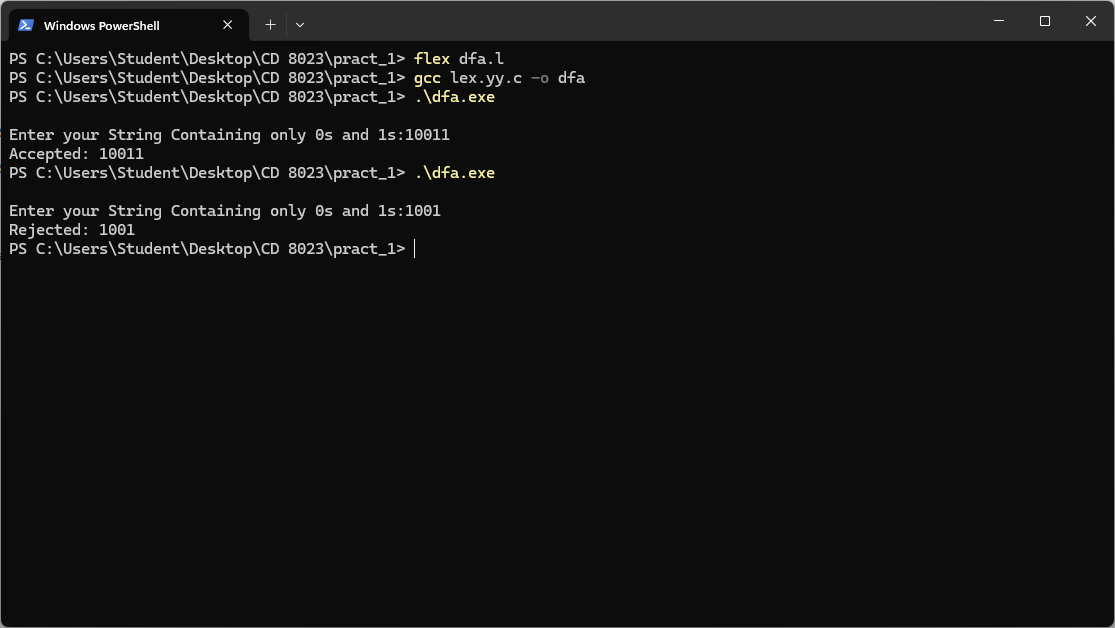 Windows PowerShell
PS C:\Users\Student\Desktop\CD 8023\pract_1> flex dfa.l
PS C:\Users\Student\Desktop\CD 8023\pract_1> gcc lex.yy.c -o dfa
PS C:\Users\Student\Desktop\CD 8023\pract_1> .\dfa.exe
Enter your String Containing only 0s and 1s:10011
Accepted: 10011
PS C:\Users\Student\Desktop\CD 8023\pract_1> .\dfa.exe
Enter your String Containing only 0s and 1s:1001
Rejected: 1001
PS C:\Users\Student\Desktop\CD 8023\pract_1>